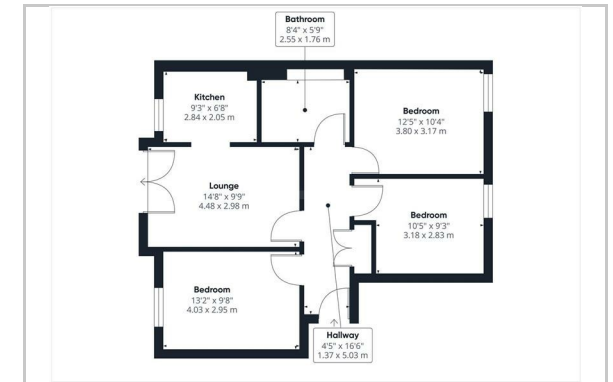 Bathroom
8'4" x 5'9"
2.55 x 1.76 m
Kitchen
9'3" x 6'8"
2.84 x 2.05 m
Bedroom
12'5" x 10'4"
3.80 x 3.17 m
Lounge
14'8" x 9'9"
4.48 x 2.98 m
Bedroom
10'5" x 9'3"
3.18 x 2.83 m
Bedroom
13'2" x 9'8"
4.03 x 2.95 m
Hallway
4'5" x 16'6"
1.37 x 5.03 m